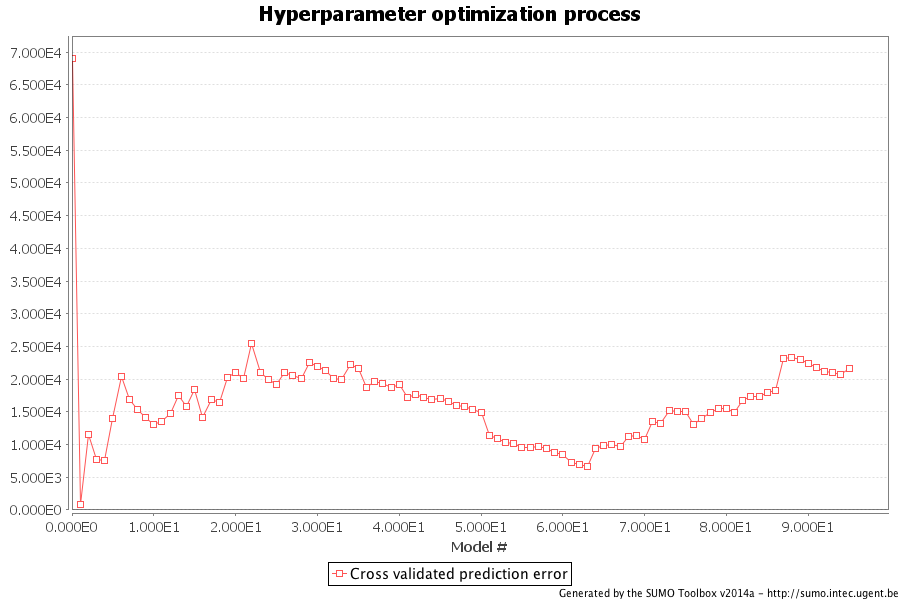 Hyperparameter optimization process
7.000E4
6.500E4
6.000E4
5.500E4
5.000E4
4.500E4
4.000E4
3.500E4
3.000E4
2.500E4
2.000E4
1.500E4
1.000E4
5.000E3
0.000E0
0.000E0 1.000E1 2.000E1 3.000E1 4.000E1 5.000E1 6.000E1 7.000E1 8.000E1 9.000E1
Model #
Cross validated prediction error
Generated by the SUMO Toolbox v2014a - http://sumo.intec.ugent.be